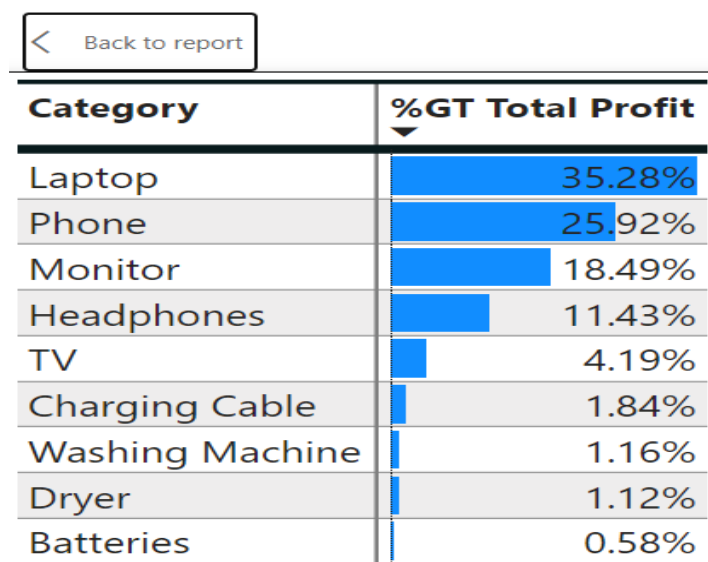 Back to report
Category %GT Total Profit
Laptop 35.28%
Phone 25.92%
Monitor 18.49%
Headphones 11.43%
TV 4.19%
Charging Cable 1.84%
Washing Machine 1.16%
Dryer 1.12%
Batteries 0.58%